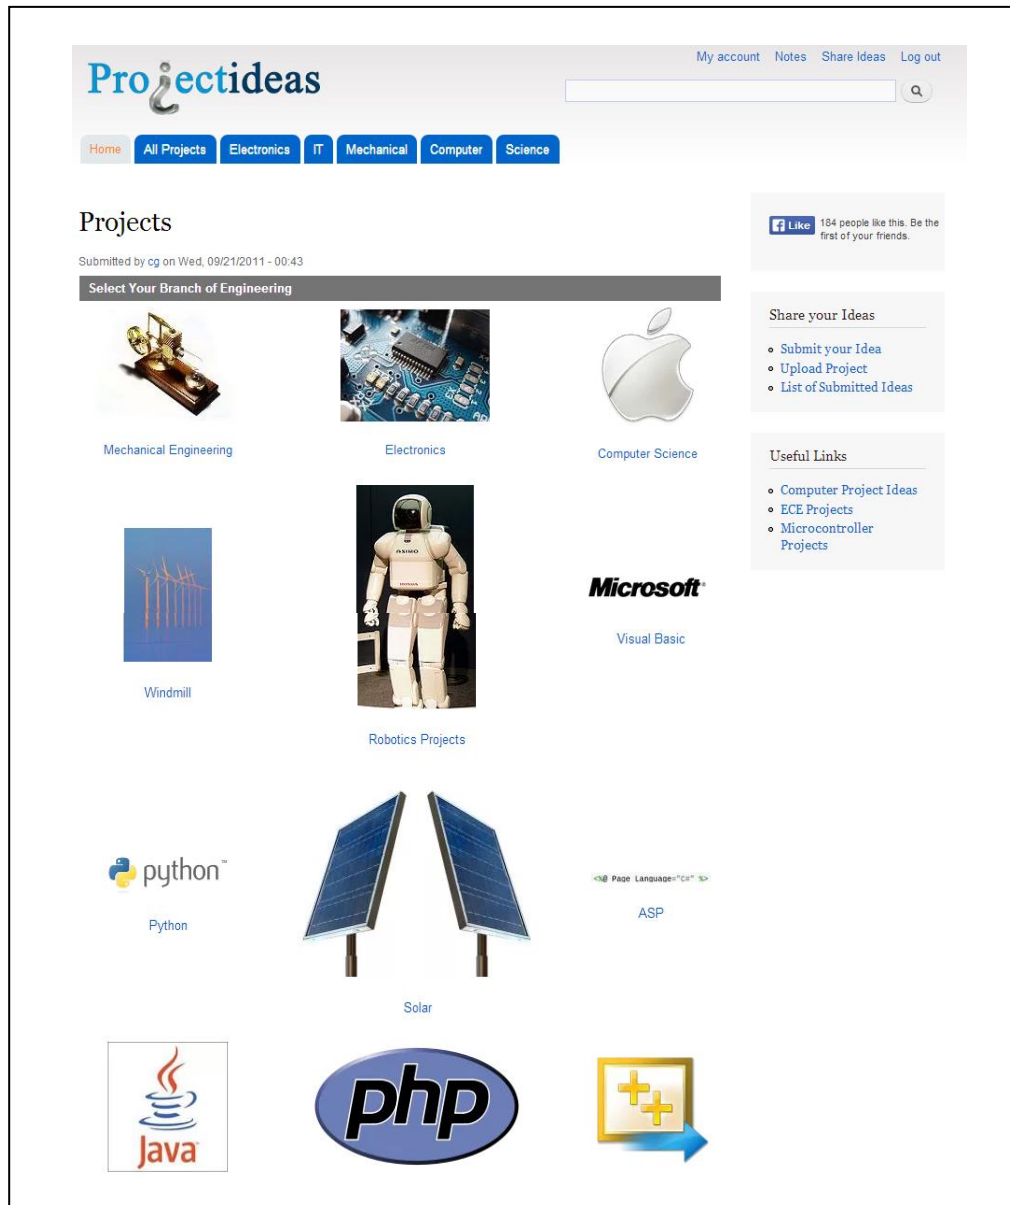 My account Notes Share Ideas Log out
Projectideas
Home All Projects Electronics IT Mechanical Computer Science
Projects
Submitted by cg on Wed, 09/21/2011 - 00:43
Select Your Branch of Engineering
Mechanical Engineering
Electronics
Computer Science
ASIMO
HONDA
Microsoft
Windmill
Robotics Projects
Visual Basic
python™
Python
Solar
<%@ Page Language="C#" %>
ASP
Java
php
Like 184 people like this. Be the
first of your friends.
Share your Ideas
Submit your Idea
Upload Project
List of Submitted Ideas
Useful Links
Computer Project Ideas
ECE Projects
Microcontroller
Projects